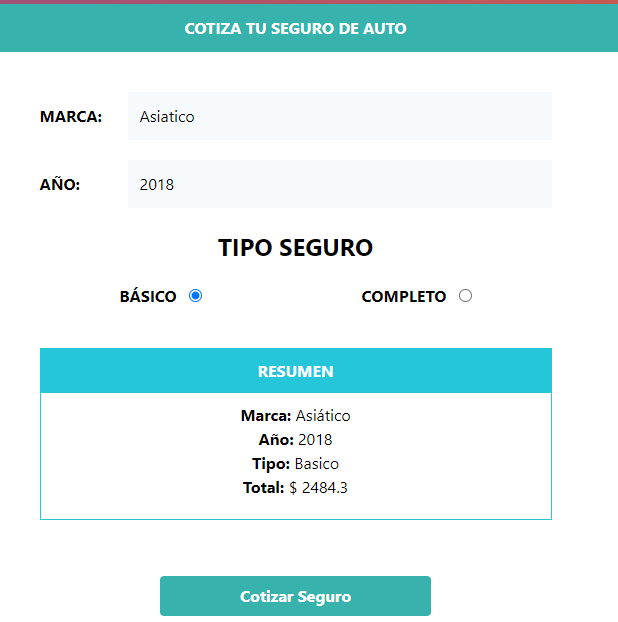 COTIZA TU SEGURO DE AUTO
MARCA: Asiatico
AÑO: 2018
TIPO SEGURO
BÁSICO COMPLETO
RESUMEN
Marca: Asiático
Año: 2018
Tipo: Basico
Total: $ 2484.3
Cotizar Seguro